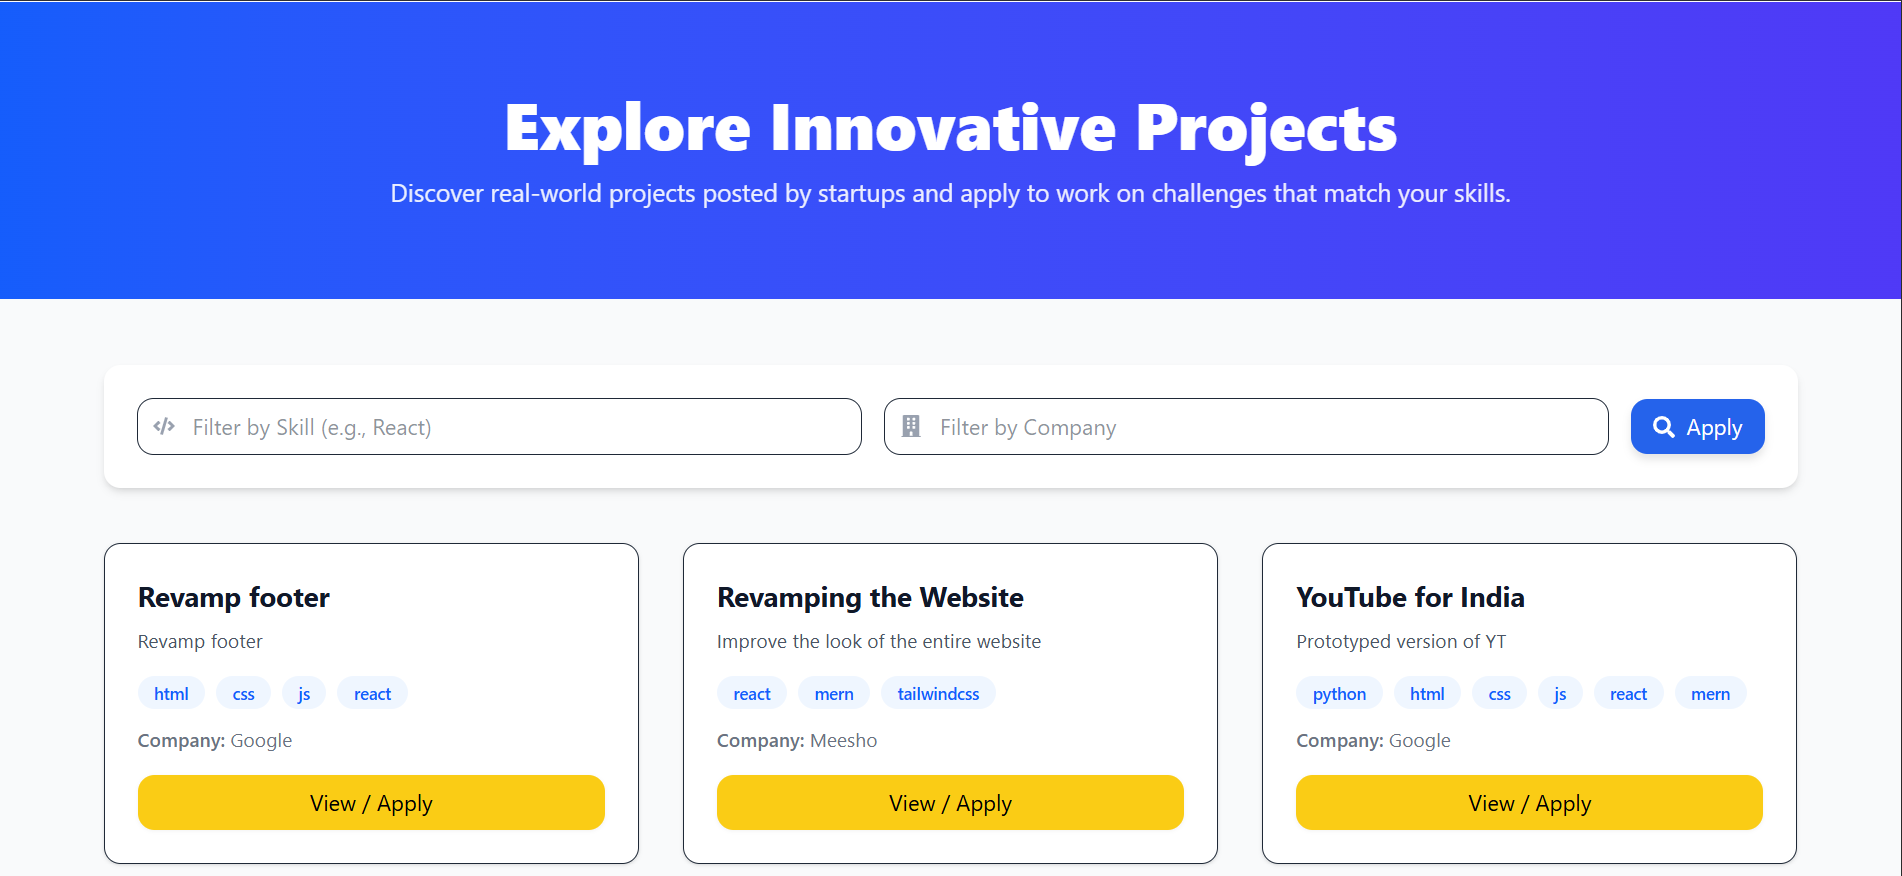 Explore Innovative Projects
Discover real-world projects posted by startups and apply to work on challenges that match your skills.
Filter by Skill (e.g., React)
Filter by Company
Apply
Revamp footer
Revamp footer
html css js react
Company: Google
View / Apply
Revamping the Website
Improve the look of the entire website
react mern tailwindcss
Company: Meesho
View / Apply
YouTube for India
Prototyped version of YT
python html css js react mern
Company: Google
View / Apply